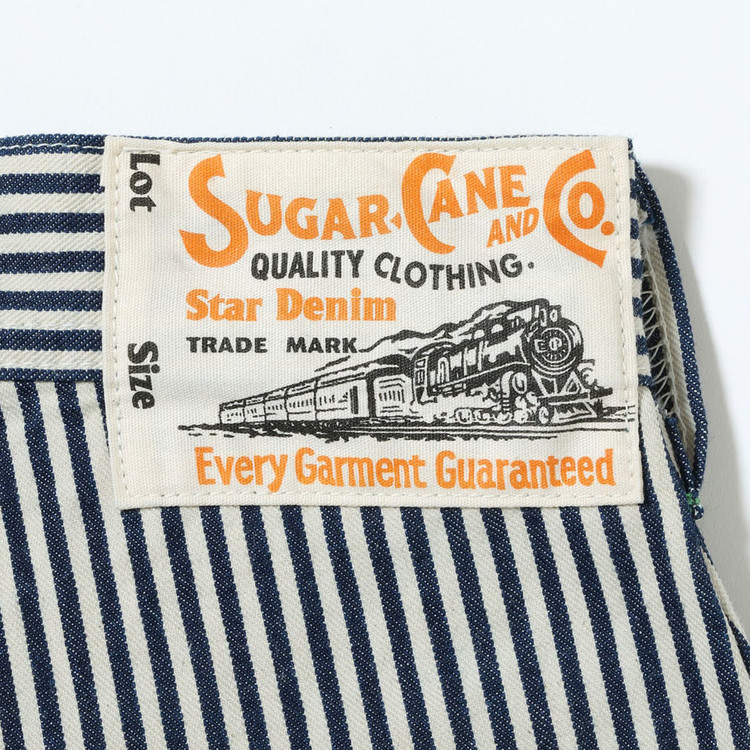 Lot
Size
SUGAR CANE AND CO.
QUALITY CLOTHING.
Star Denim
TRADE MARK
Every Garment Guaranteed